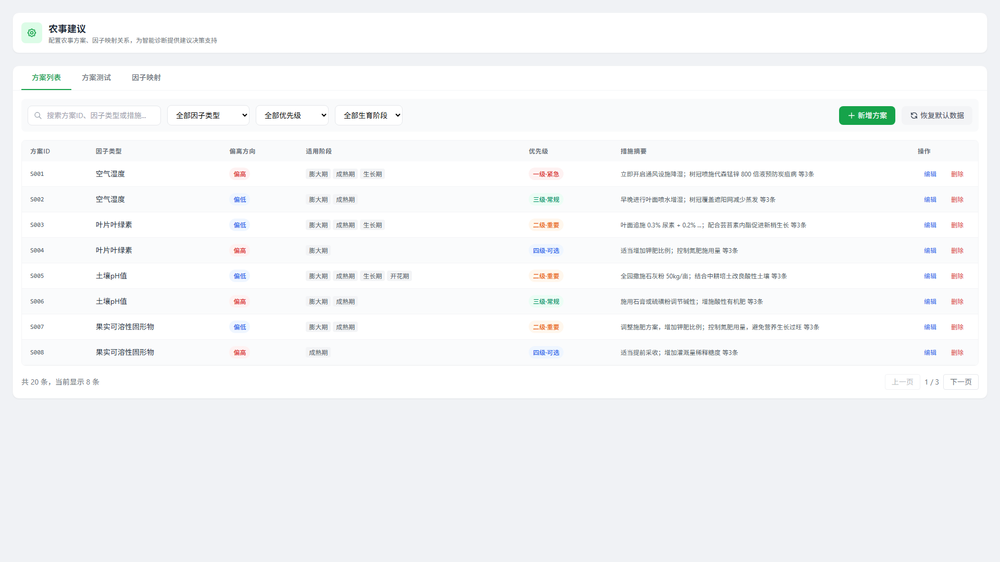 农事建议
配置农事方案、因子映射关系，为智能诊断提供建议决策支持
方案列表 方案测试 因子映射
搜索方案ID、因子类型或措施... 全部因子类型 全部优先级 全部生育阶段 新增方案 恢复默认数据
方案ID 因子类型 偏离方向 适用阶段 优先级 措施摘要 操作
S001 空气湿度 偏高 膨大期 成熟期 生长期 一级·紧急 立即开启通风设施降湿；树冠喷施代森锰锌 800 倍液预防炭疽病 等3条 编辑 删除
S002 空气湿度 偏低 膨大期 成熟期 三级·常规 早晚进行叶面喷水增湿；树冠覆盖遮阳网减少蒸发 等3条 编辑 删除
S003 叶片叶绿素 偏低 膨大期 成熟期 生长期 二级·重要 叶面追施 0.3% 尿素 + 0.2% ...；配合芸苔素内酯促进新梢生长 等3条 编辑 删除
S004 叶片叶绿素 偏高 膨大期 四级·可选 适当增加钾肥比例；控制氮肥施用量 等3条 编辑 删除
S005 土壤pH值 偏低 膨大期 成熟期 生长期 开花期 二级·重要 全园撒施石灰粉 50kg/亩；结合中耕培土改良酸性土壤 等3条 编辑 删除
S006 土壤pH值 偏高 膨大期 成熟期 三级·常规 施用石膏或硫磺粉调节碱性；增施酸性有机肥 等3条 编辑 删除
S007 果实可溶性固形物 偏低 膨大期 成熟期 二级·重要 调整施肥方案，增加钾肥比例；控制氮肥用量，避免营养生长过旺 等3条 编辑 删除
S008 果实可溶性固形物 偏高 成熟期 四级·可选 适当提前采收；增加灌溉量稀释糖度 等3条 编辑 删除
共 20 条，当前显示 8 条 上一页 1 / 3 下一页